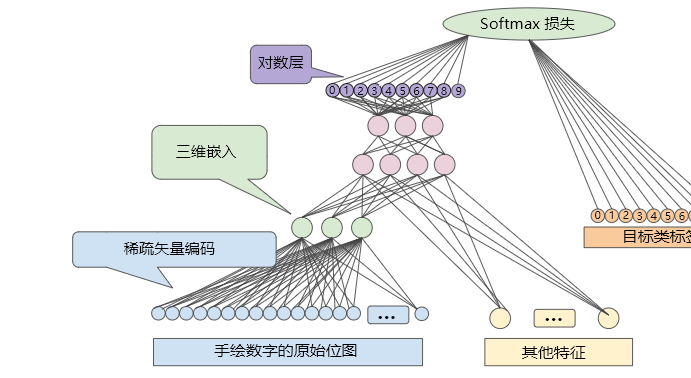 Softmax 损失
对数层
0 1 2 3 4 5 6 7 8 9
三维嵌入
0 1 2 3 4 5 6
目标类标签
稀疏矢量编码
...
...
手绘数字的原始位图
其他特征